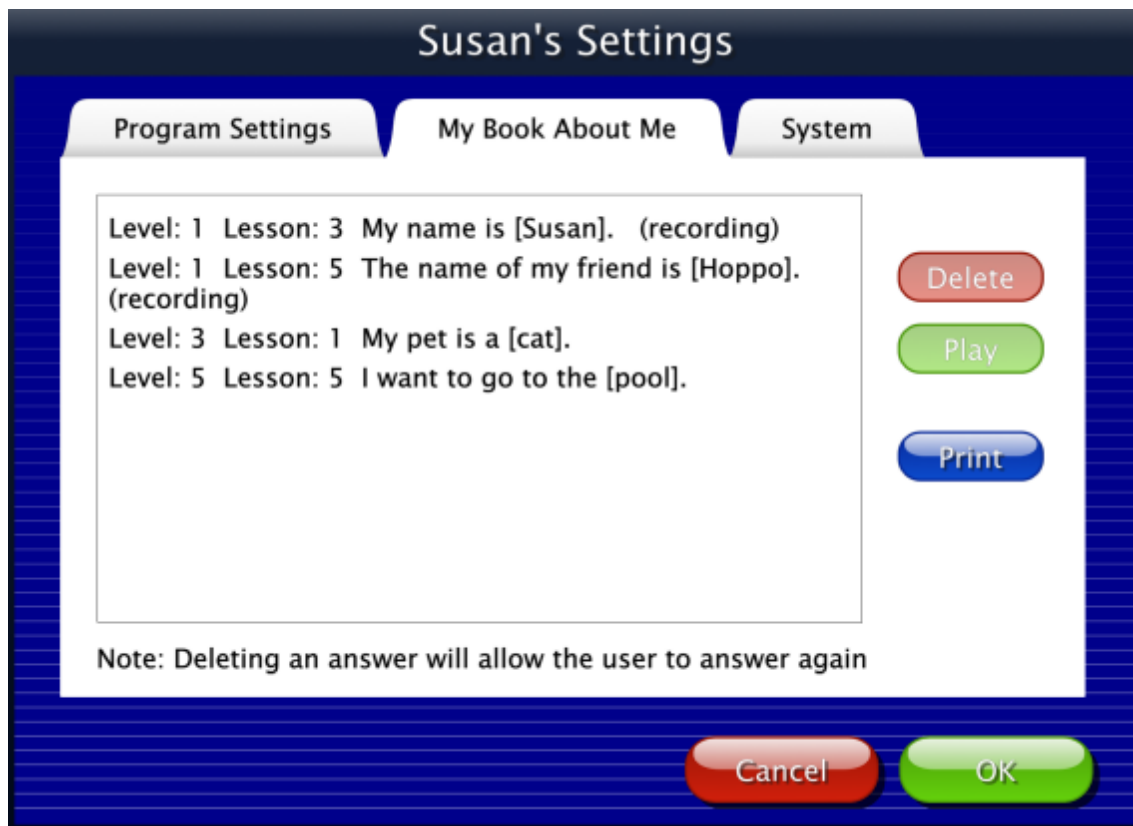 Susan's Settings
Program Settings
My Book About Me
System
Level: 1 Lesson: 3 My name is [Susan]. (recording)
Level: 1 Lesson: 5 The name of my friend is [Hoppo].
(recording)
Level: 3 Lesson: 1 My pet is a [cat].
Level: 5 Lesson: 5 I want to go to the [pool].
Delete
Play
Print
Note: Deleting an answer will allow the user to answer again
Cancel
OK